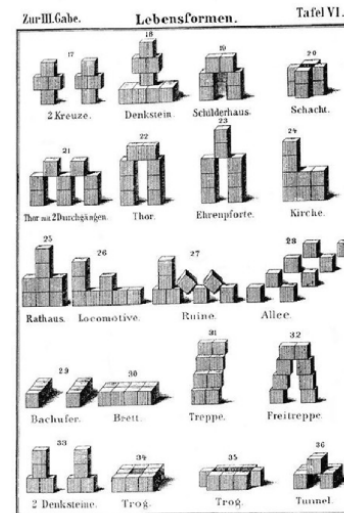 Zur III. Gabe. Lebensformen. Tafel VI.
17 18 19 20
2 Kreuze. Denkstein. Schilderhaus. Schacht.
21 22 23 24
Thor mit 2 Durchgängen. Thor. Ehrenpforte. Kirche.
25 26 27 28
Rathaus. Locomotive. Ruine. Allee.
29 30 31 32
Bachufer. Brett. Treppe. Freitreppe.
33 34 35 36
2 Denksteine. Trog. Trog. Tunnel.